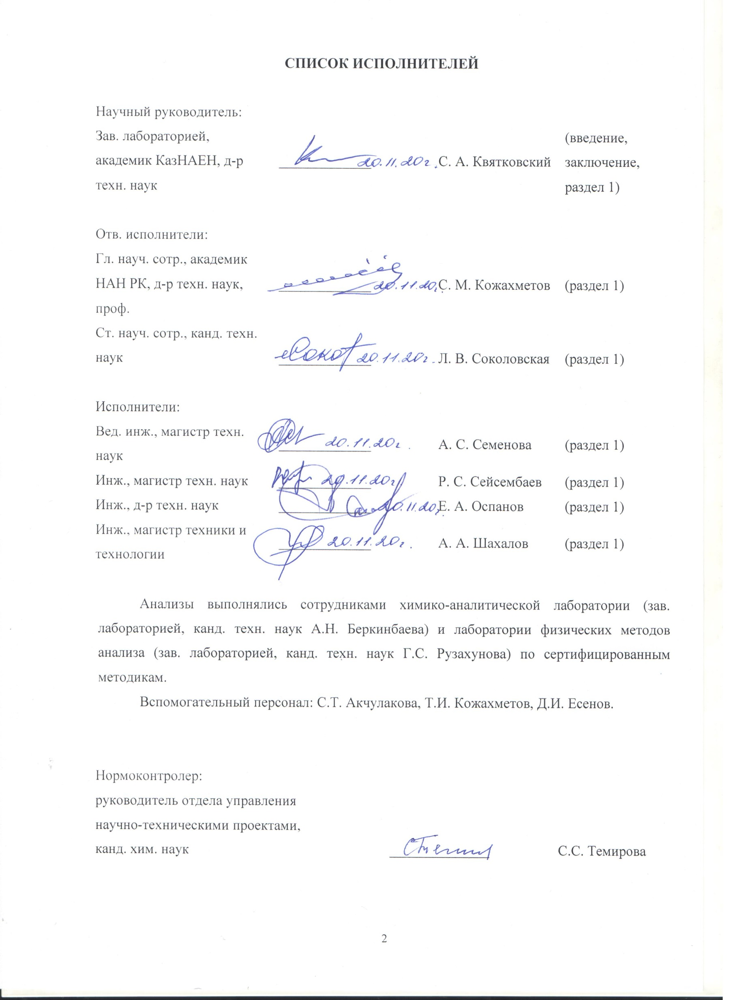 СПИСОК ИСПОЛНИТЕЛЕЙ
Научный руководитель:
Зав. лабораторией,
академик КазНАЕН, д-р
техн. наук
20.11.20г. С. А. Квятковский
(введение,
заключение,
раздел 1)
Отв. исполнители:
Гл. науч. сотр., академик
НАН РК, д-р техн. наук,
проф.
20.11.20г. С. М. Кожахметов (раздел 1)
Ст. науч. сотр., канд. техн.
наук
20.11.20г. Л. В. Соколовская (раздел 1)
Исполнители:
Вед. инж., магистр техн.
наук
20.11.20г. А. С. Семенова (раздел 1)
Инж., магистр техн. наук 20.11.20г Р. С. Сейсембаев (раздел 1)
Инж., д-р техн. наук 20.11.20г. Е. А. Оспанов (раздел 1)
Инж., магистр техники и
технологии
20.11.20г. А. А. Шахалов (раздел 1)
Анализы выполнялись сотрудниками химико-аналитической лаборатории (зав.
лабораторией, канд. техн. наук А.Н. Беркинбаева) и лаборатории физических методов
анализа (зав. лабораторией, канд. техн. наук Г.С. Рузахунова) по сертифицированным
методикам.
Вспомогательный персонал: С.Т. Акчулакова, Т.И. Кожахметов, Д.И. Есенов.
Нормоконтролер:
руководитель отдела управления
научно-техническими проектами,
канд. хим. наук С.С. Темирова
2